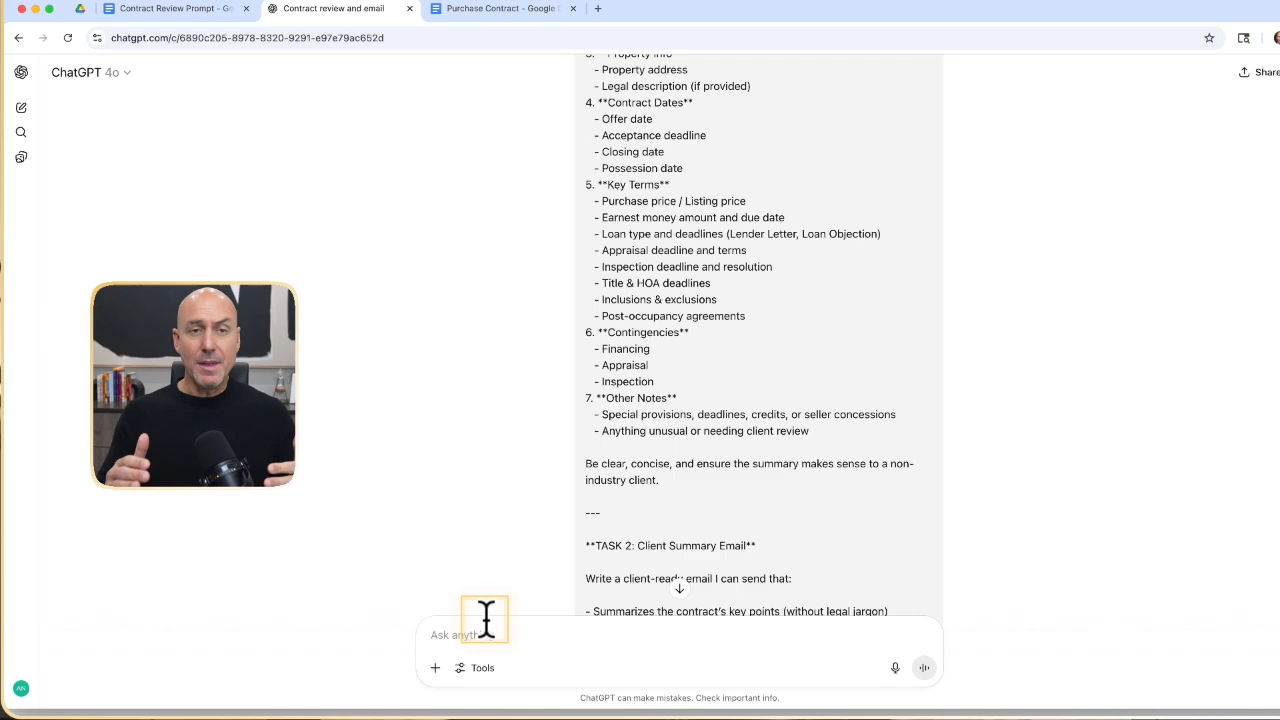 Contract Review Prompt - Go
Contract review and email
Purchase Contract - Google
chatgpt.com/c/6890c205-8978-8320-9291-e97e79ac652d
ChatGPT 4o
Share
- Property address
- Legal description (if provided)
4. **Contract Dates**
- Offer date
- Acceptance deadline
- Closing date
- Possession date
5. **Key Terms**
- Purchase price / Listing price
- Earnest money amount and due date
- Loan type and deadlines (Lender Letter, Loan Objection)
- Appraisal deadline and terms
- Inspection deadline and resolution
- Title & HOA deadlines
- Inclusions & exclusions
- Post-occupancy agreements
6. **Contingencies**
- Financing
- Appraisal
- Inspection
7. **Other Notes**
- Special provisions, deadlines, credits, or seller concessions
- Anything unusual or needing client review
Be clear, concise, and ensure the summary makes sense to a non-
industry client.
---
**TASK 2: Client Summary Email**
Write a client-ready email I can send that:
- Summarizes the contract's key points (without legal jargon)
Ask anything
+ Tools
ChatGPT can make mistakes. Check important info.
AN